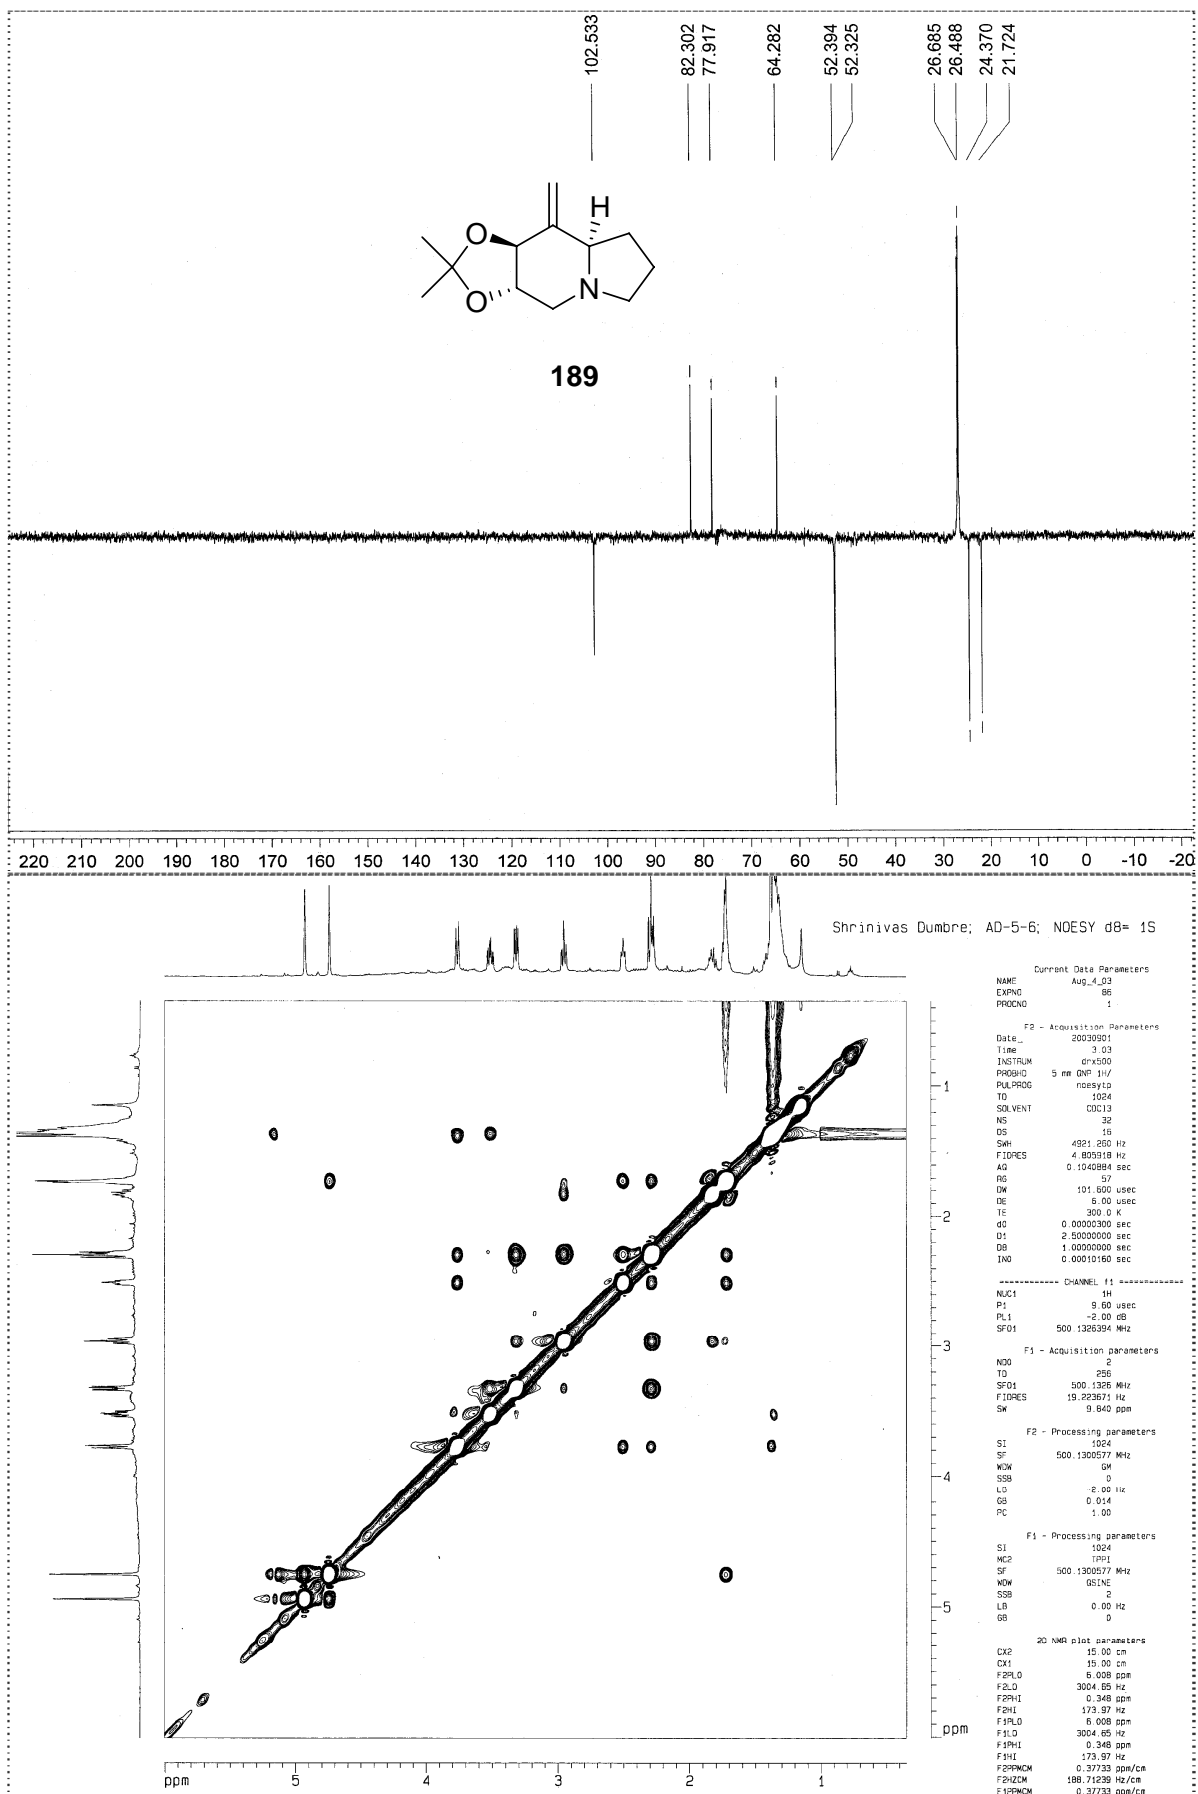 102.533
82.302
77.917
64.282
52.394
52.325
26.685
26.488
24.370
21.724
H
O
O
N
189
220 210 200 190 180 170 160 150 140 130 120 110 100 90 80 70 60 50 40 30 20 10 0 -10 -20
Shrinivas Dumbre; AD-5-6; NOESY d8= 1S
Current Data Parameters
NAME Aug_4_03
EXPNO 86
PROCNO 1
F2 - Acquisition Parameters
Date_ 20030901
Time 3.03
INSTRUM drx500
PROBHD 5 mm QNP 1H/
PULPROG noesytp
TD 1024
SOLVENT CDCl3
NS 32
DS 16
SWH 4921.260 Hz
FIDRES 4.805918 Hz
AQ 0.1040884 sec
RG 57
DW 101.600 usec
DE 6.00 usec
TE 300.0 K
d0 0.00000300 sec
D1 2.50000000 sec
D8 1.00000000 sec
IN0 0.00010160 sec
------------ CHANNEL f1 ============
NUC1 1H
P1 9.60 usec
PL1 -2.00 dB
SFO1 500.1326394 MHz
F1 - Acquisition parameters
ND0 2
TD 256
SFO1 500.1326 MHz
FIDRES 19.223671 Hz
SW 9.840 ppm
F2 - Processing parameters
SI 1024
SF 500.1300577 MHz
WDW GM
SSB 0
LB -2.00 Hz
GB 0.014
PC 1.00
F1 - Processing parameters
SI 1024
MC2 TPPI
SF 500.1300577 MHz
WDW QSINE
SSB 2
LB 0.00 Hz
GB 0
2D NMR plot parameters
CX2 15.00 cm
CX1 15.00 cm
F2PLO 6.008 ppm
F2LO 3004.65 Hz
F2PHI 0.348 ppm
F2HI 173.97 Hz
F1PLO 6.008 ppm
F1LO 3004.65 Hz
F1PHI 0.348 ppm
F1HI 173.97 Hz
F2PPMCM 0.37733 ppm/cm
F2HZCM 188.71239 Hz/cm
F1PPMCM 0.37733 ppm/cm
1
2
3
4
5
ppm
ppm 5 4 3 2 1